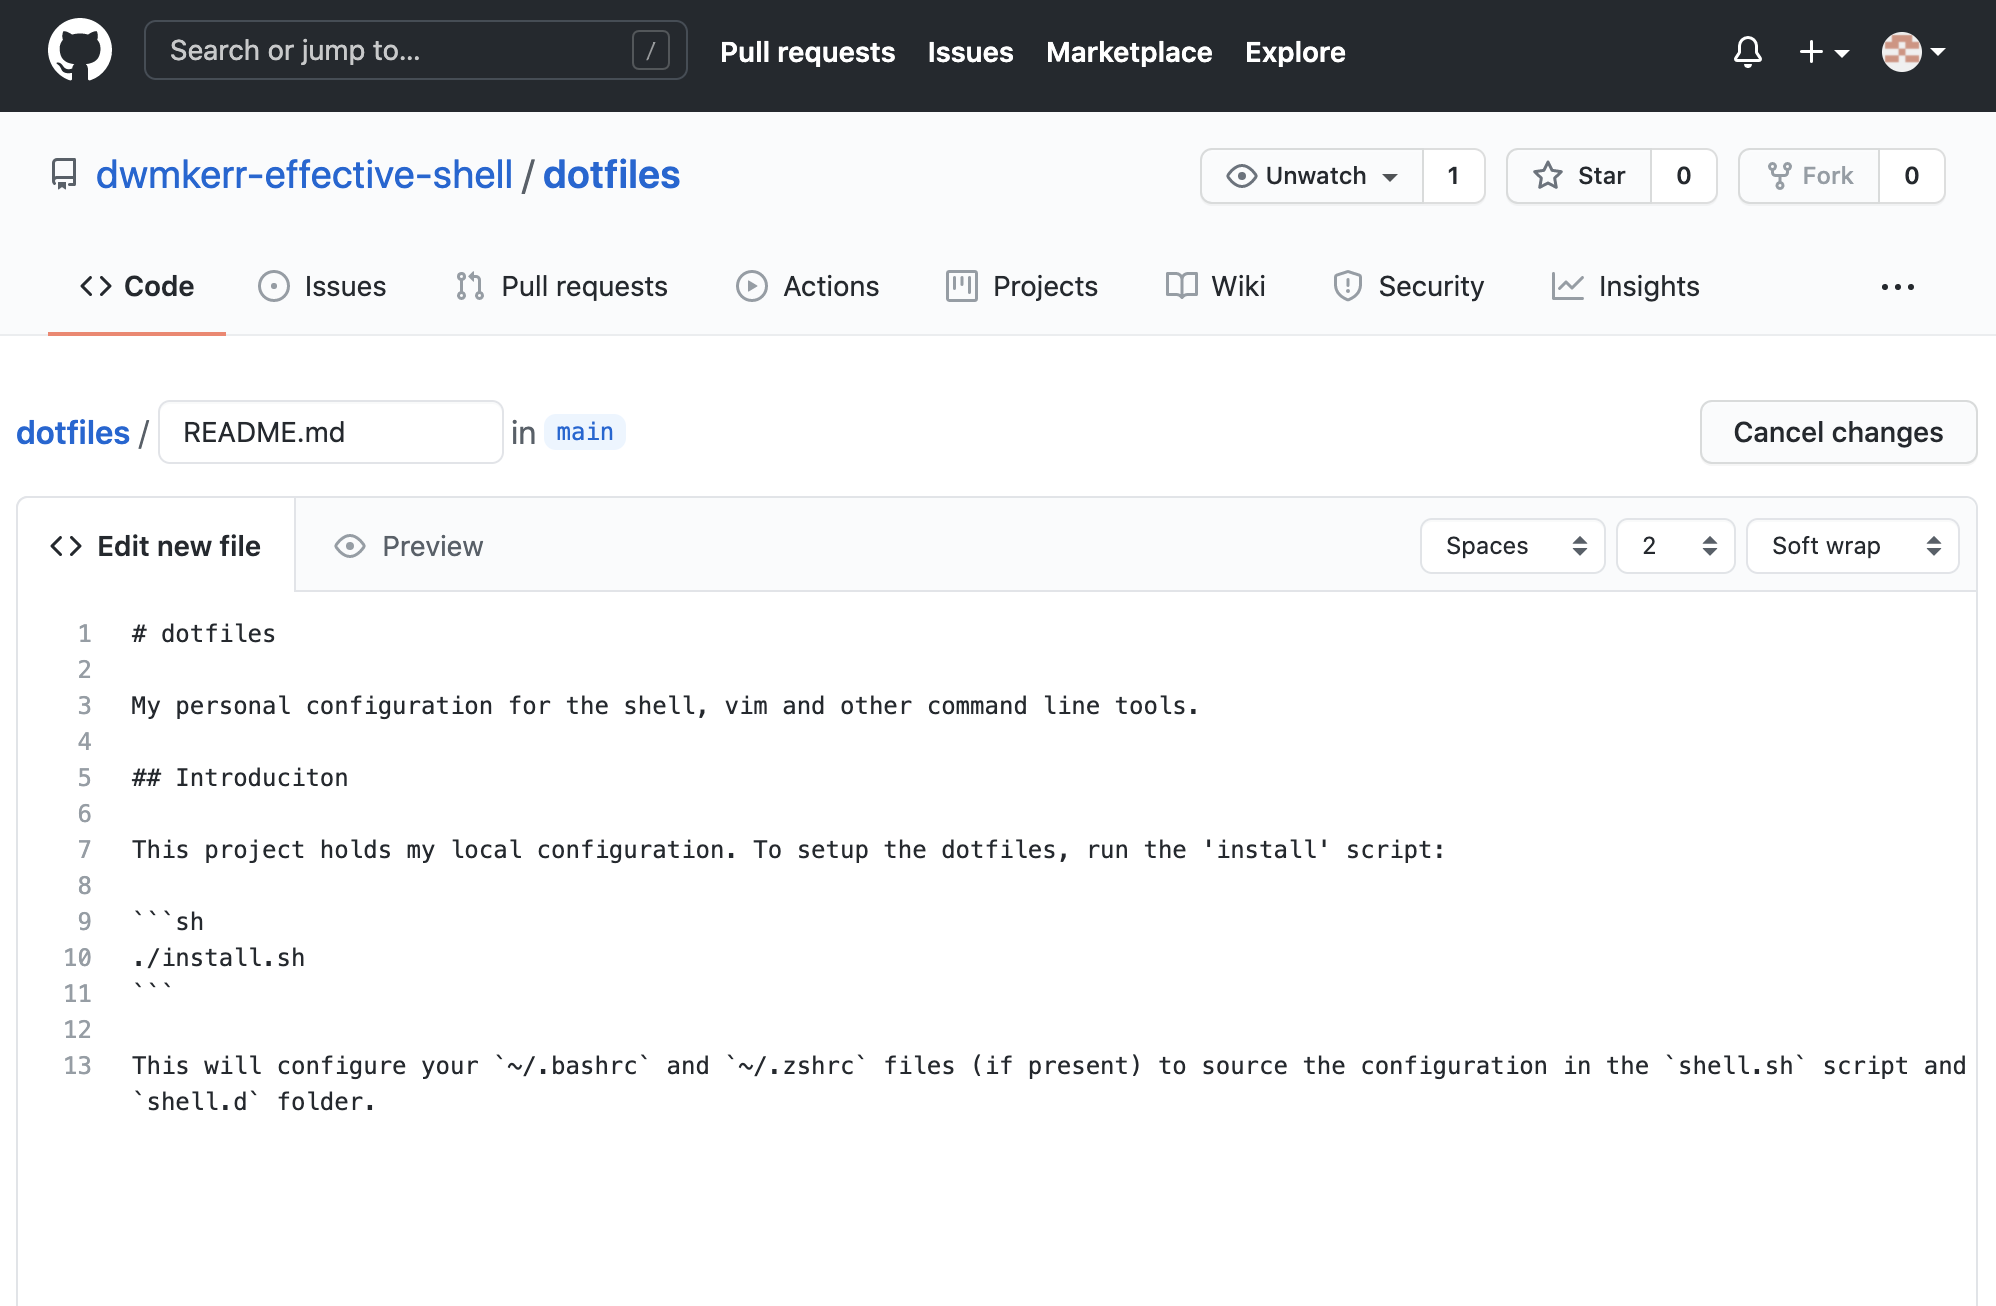 Search or jump to... / Pull requests Issues Marketplace Explore
dwmkerr-effective-shell / dotfiles Unwatch 1 Star 0 Fork 0
Code Issues Pull requests Actions Projects Wiki Security Insights ...
dotfiles / README.md in main Cancel changes
Edit new file Preview Spaces 2 Soft wrap
1 # dotfiles
2
3 My personal configuration for the shell, vim and other command line tools.
4
5 ## Introduciton
6
7 This project holds my local configuration. To setup the dotfiles, run the 'install' script:
8
9 ```sh
10 ./install.sh
11 ```
12
13 This will configure your `~/.bashrc` and `~/.zshrc` files (if present) to source the configuration in the `shell.sh` script and
`shell.d` folder.